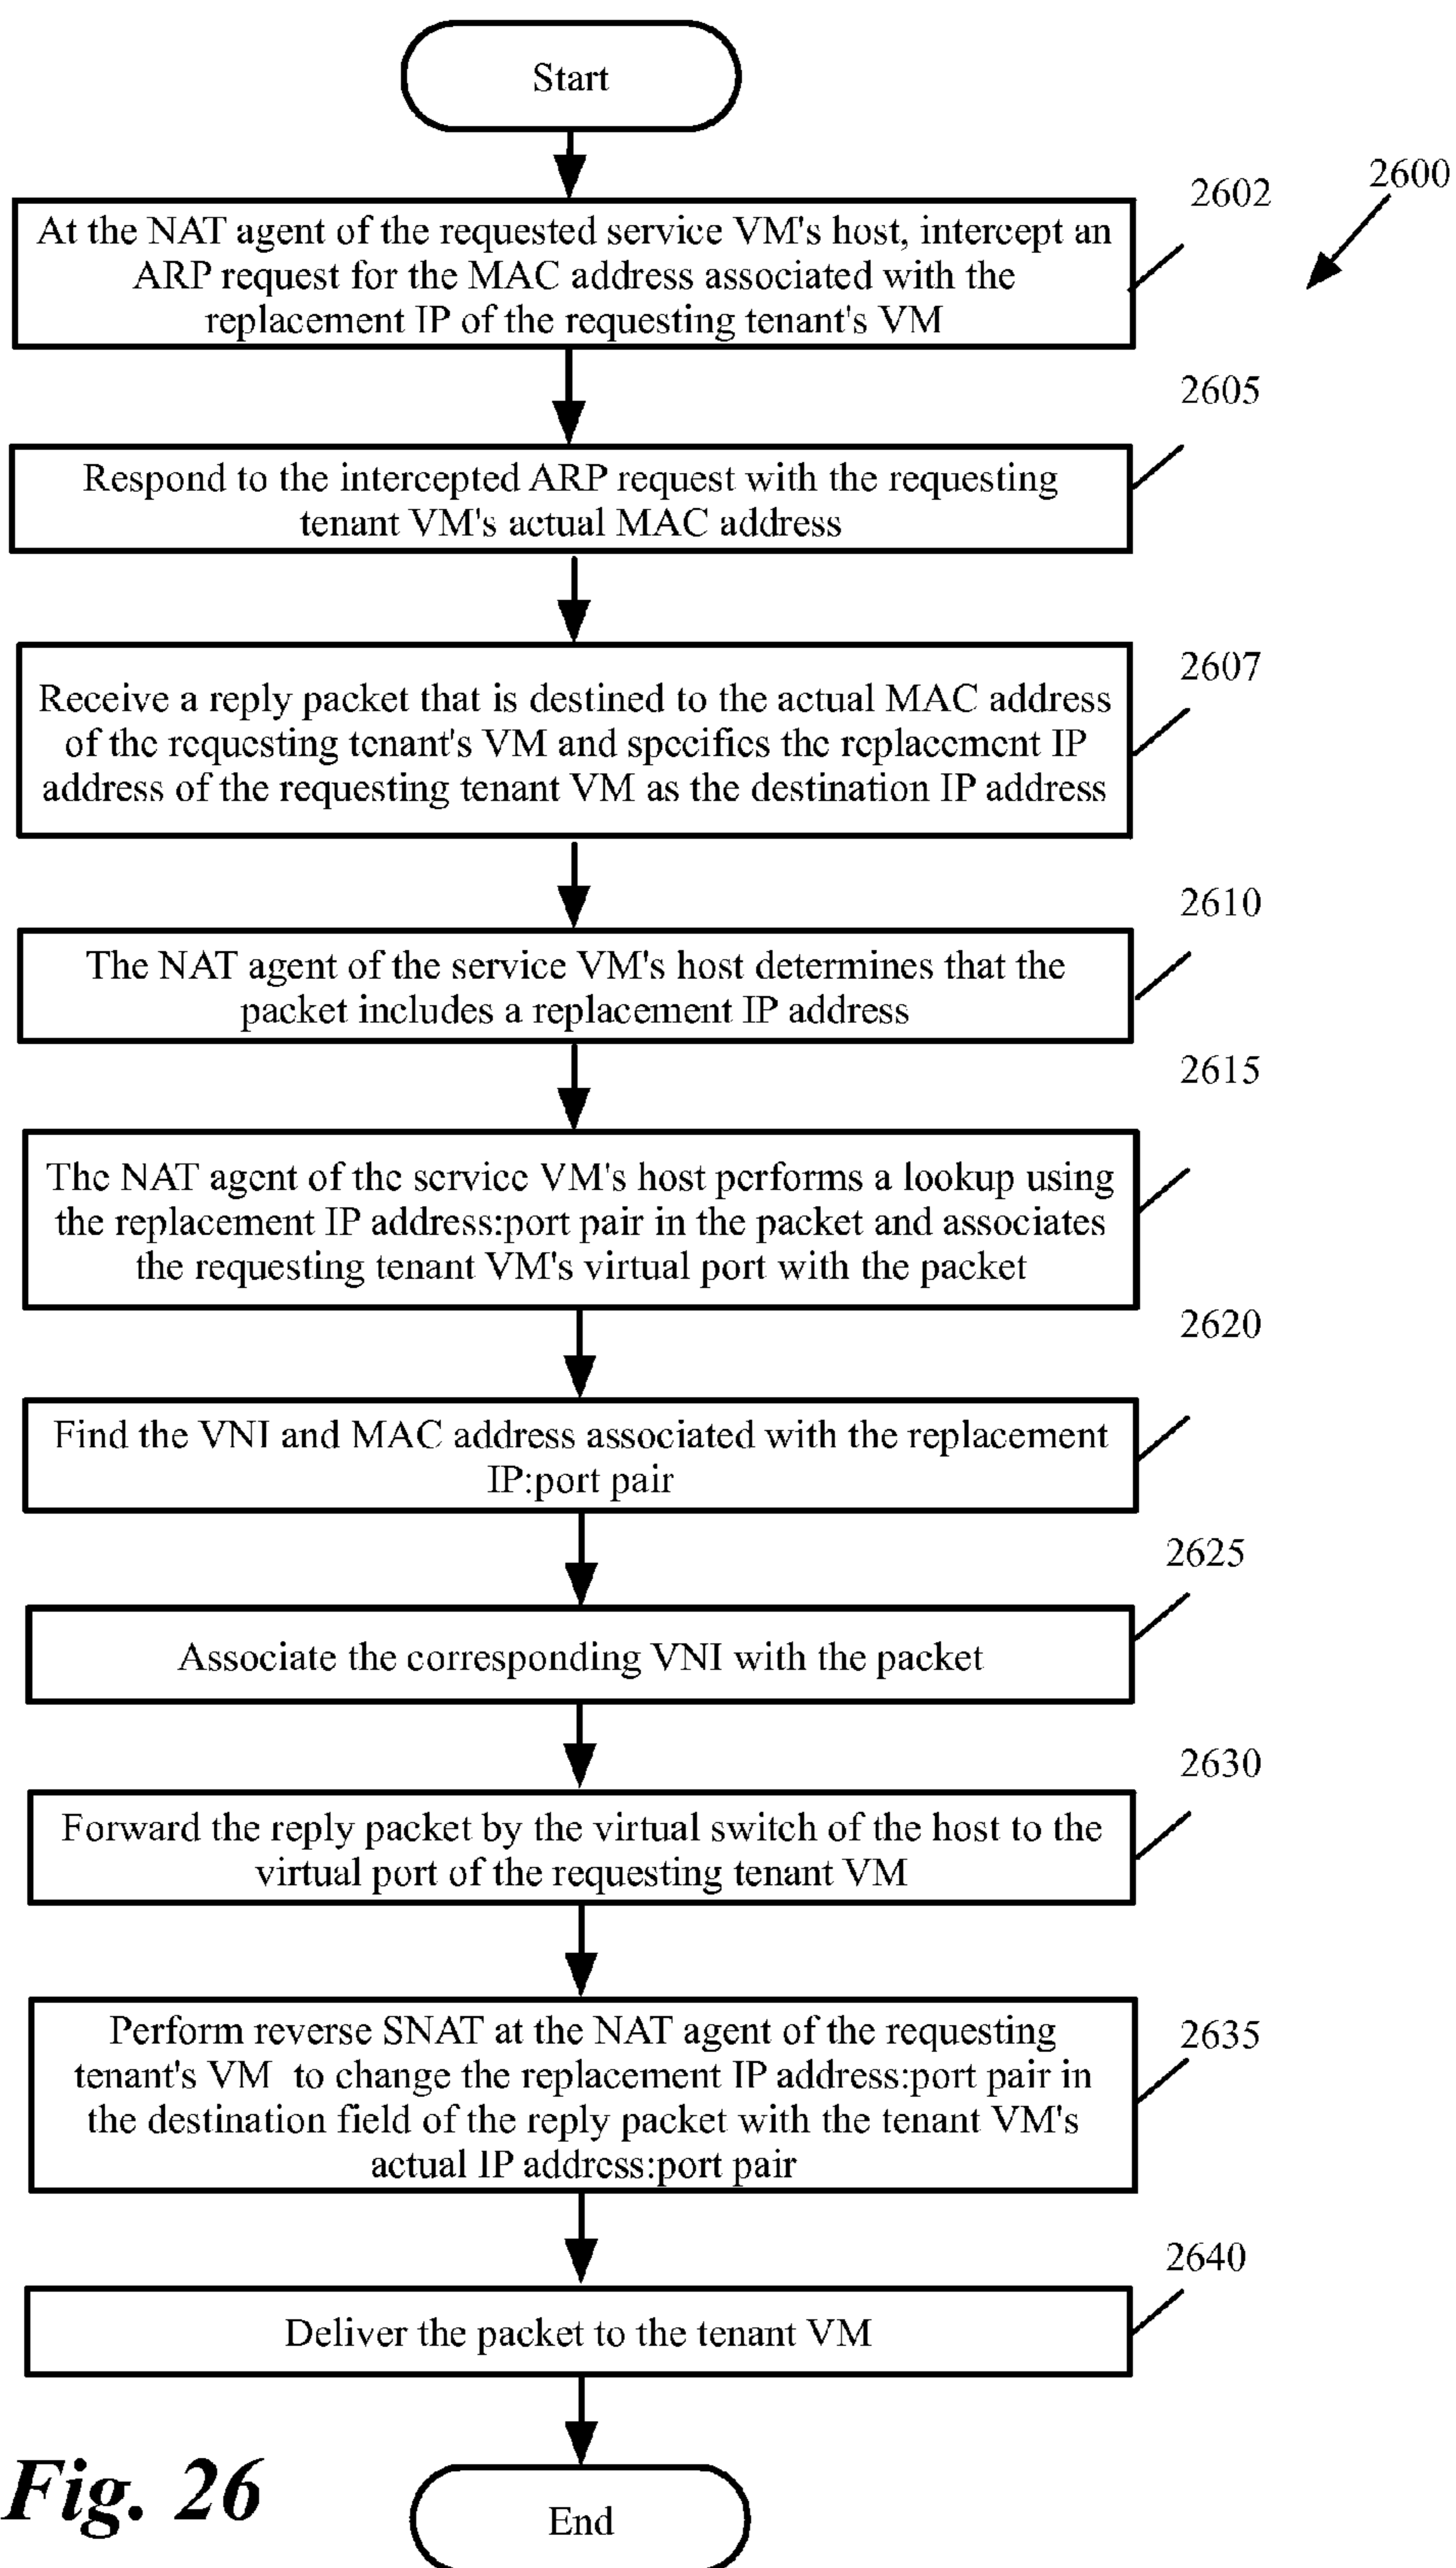 Start
2600
2602
At the NAT agent of the requested service VM's host, intercept an
ARP request for the MAC address associated with the
replacement IP of the requesting tenant's VM
2605
Respond to the intercepted ARP request with the requesting
tenant VM's actual MAC address
2607
Receive a reply packet that is destined to the actual MAC address
of the requesting tenant's VM and specifies the replacement IP
address of the requesting tenant VM as the destination IP address
2610
The NAT agent of the service VM's host determines that the
packet includes a replacement IP address
2615
The NAT agent of the service VM's host performs a lookup using
the replacement IP address:port pair in the packet and associates
the requesting tenant VM's virtual port with the packet
2620
Find the VNI and MAC address associated with the replacement
IP:port pair
2625
Associate the corresponding VNI with the packet
2630
Forward the reply packet by the virtual switch of the host to the
virtual port of the requesting tenant VM
2635
Perform reverse SNAT at the NAT agent of the requesting
tenant's VM to change the replacement IP address:port pair in
the destination field of the reply packet with the tenant VM's
actual IP address:port pair
2640
Deliver the packet to the tenant VM
End
Fig. 26